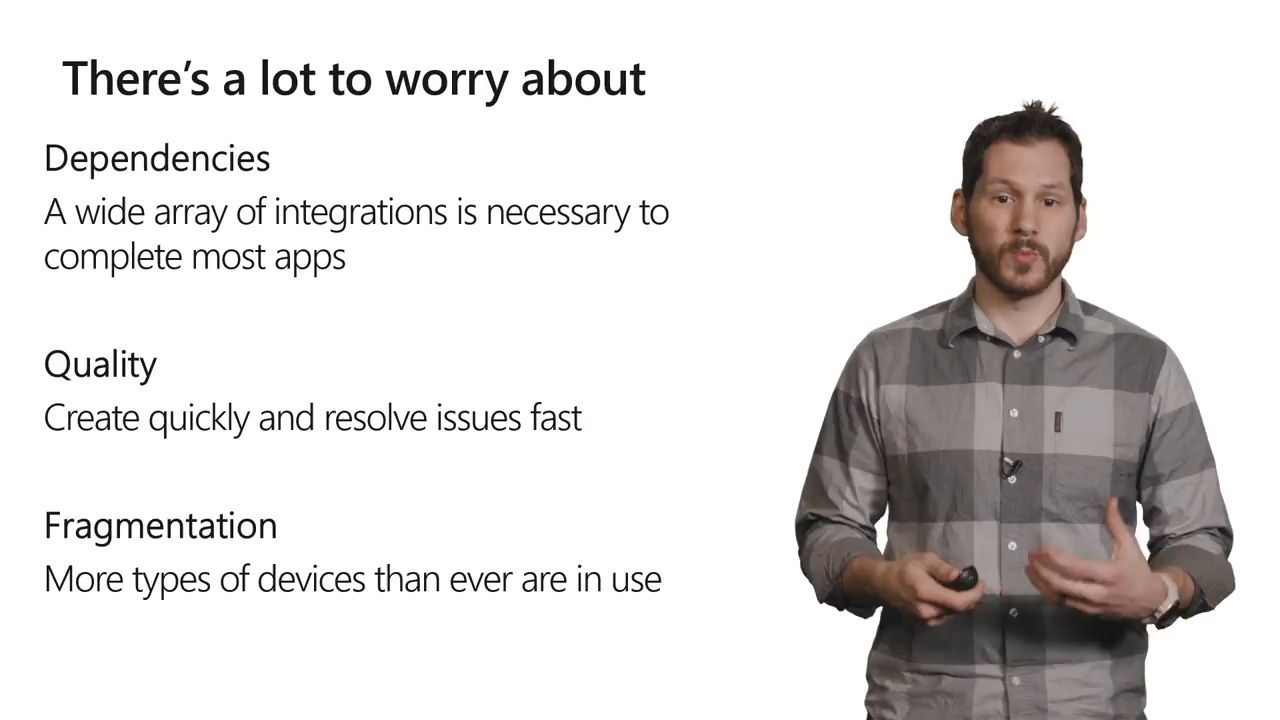 There’s a lot to worry about
Dependencies
A wide array of integrations is necessary to
complete most apps
Quality
Create quickly and resolve issues fast
Fragmentation
More types of devices than ever are in use